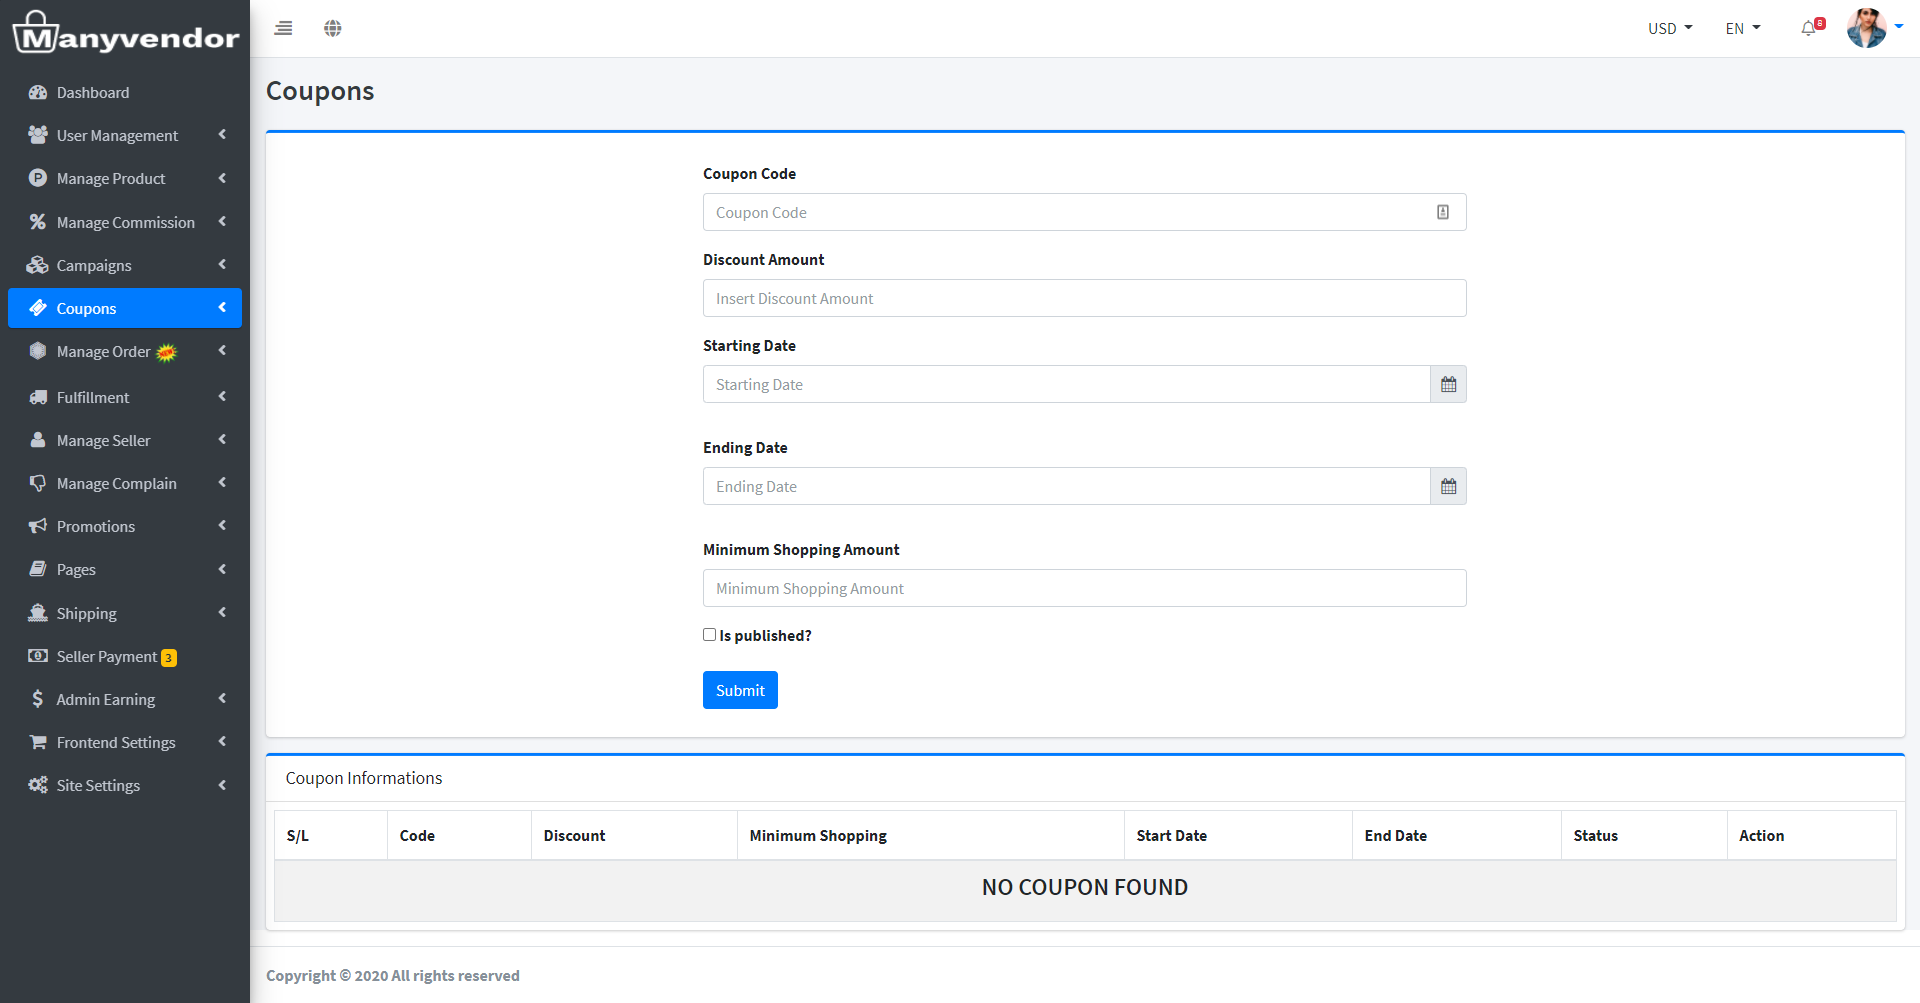 Manyvendor
USD
EN
8
Dashboard
User Management
Manage Product
Manage Commission
Campaigns
Coupons
Manage Order NEW
Fulfillment
Manage Seller
Manage Complain
Promotions
Pages
Shipping
Seller Payment 3
Admin Earning
Frontend Settings
Site Settings
Coupons
Coupon Code
Coupon Code
Discount Amount
Insert Discount Amount
Starting Date
Starting Date
Ending Date
Ending Date
Minimum Shopping Amount
Minimum Shopping Amount
Is published?
Submit
Coupon Informations
S/L Code Discount Minimum Shopping Start Date End Date Status Action
NO COUPON FOUND
Copyright © 2020 All rights reserved